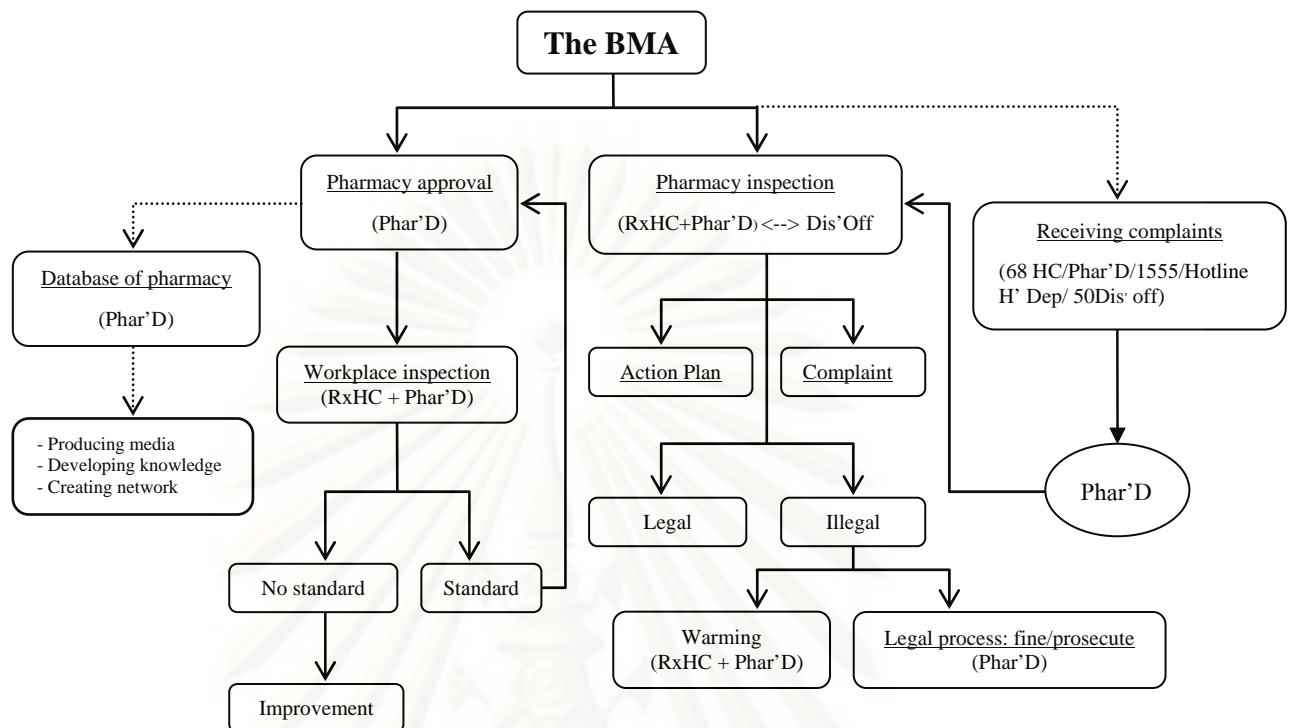 The BMA
Pharmacy approval
(Phar'D)
Pharmacy inspection
(RxHC+Phar'D) <--> Dis'Off
Receiving complaints
(68 HC/Phar'D/1555/Hotline
H' Dep/ 50Dis' off)
Database of pharmacy
(Phar'D)
Workplace inspection
(RxHC + Phar'D)
Action Plan
Complaint
- Producing media
- Developing knowledge
- Creating network
Phar'D
Legal
Illegal
No standard
Standard
Warming
(RxHC + Phar'D)
Legal process: fine/prosecute
(Phar'D)
Improvement